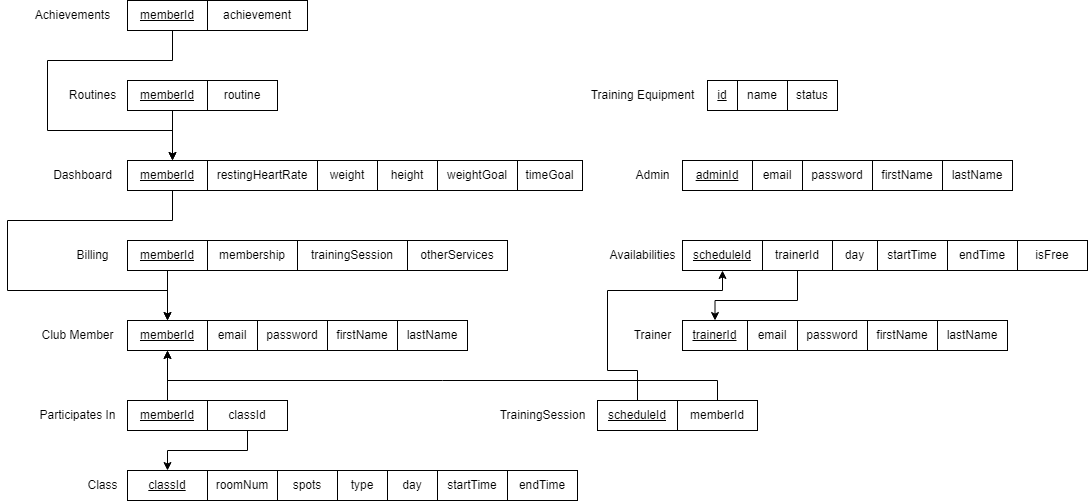 Achievements memberId achievement
Routines memberId routine
Training Equipment id name status
Dashboard memberId restingHeartRate weight height weightGoal timeGoal
Admin adminId email password firstName lastName
Billing memberId membership trainingSession otherServices
Availabilities scheduleId trainerId day startTime endTime isFree
Club Member memberId email password firstName lastName
Trainer trainerId email password firstName lastName
Participates In memberId classId
TrainingSession scheduleId memberId
Class classId roomNum spots type day startTime endTime